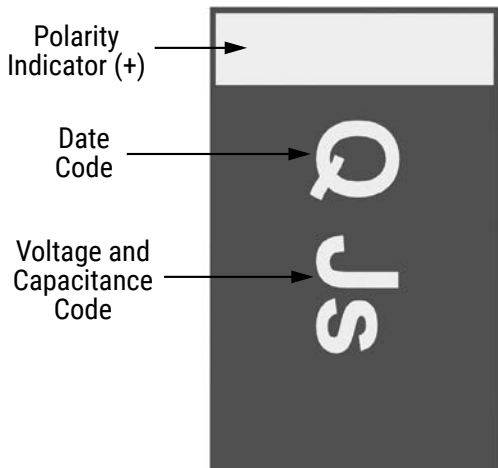 Polarity
Indicator (+)
Date
Code
Q Js
Voltage and
Capacitance
Code